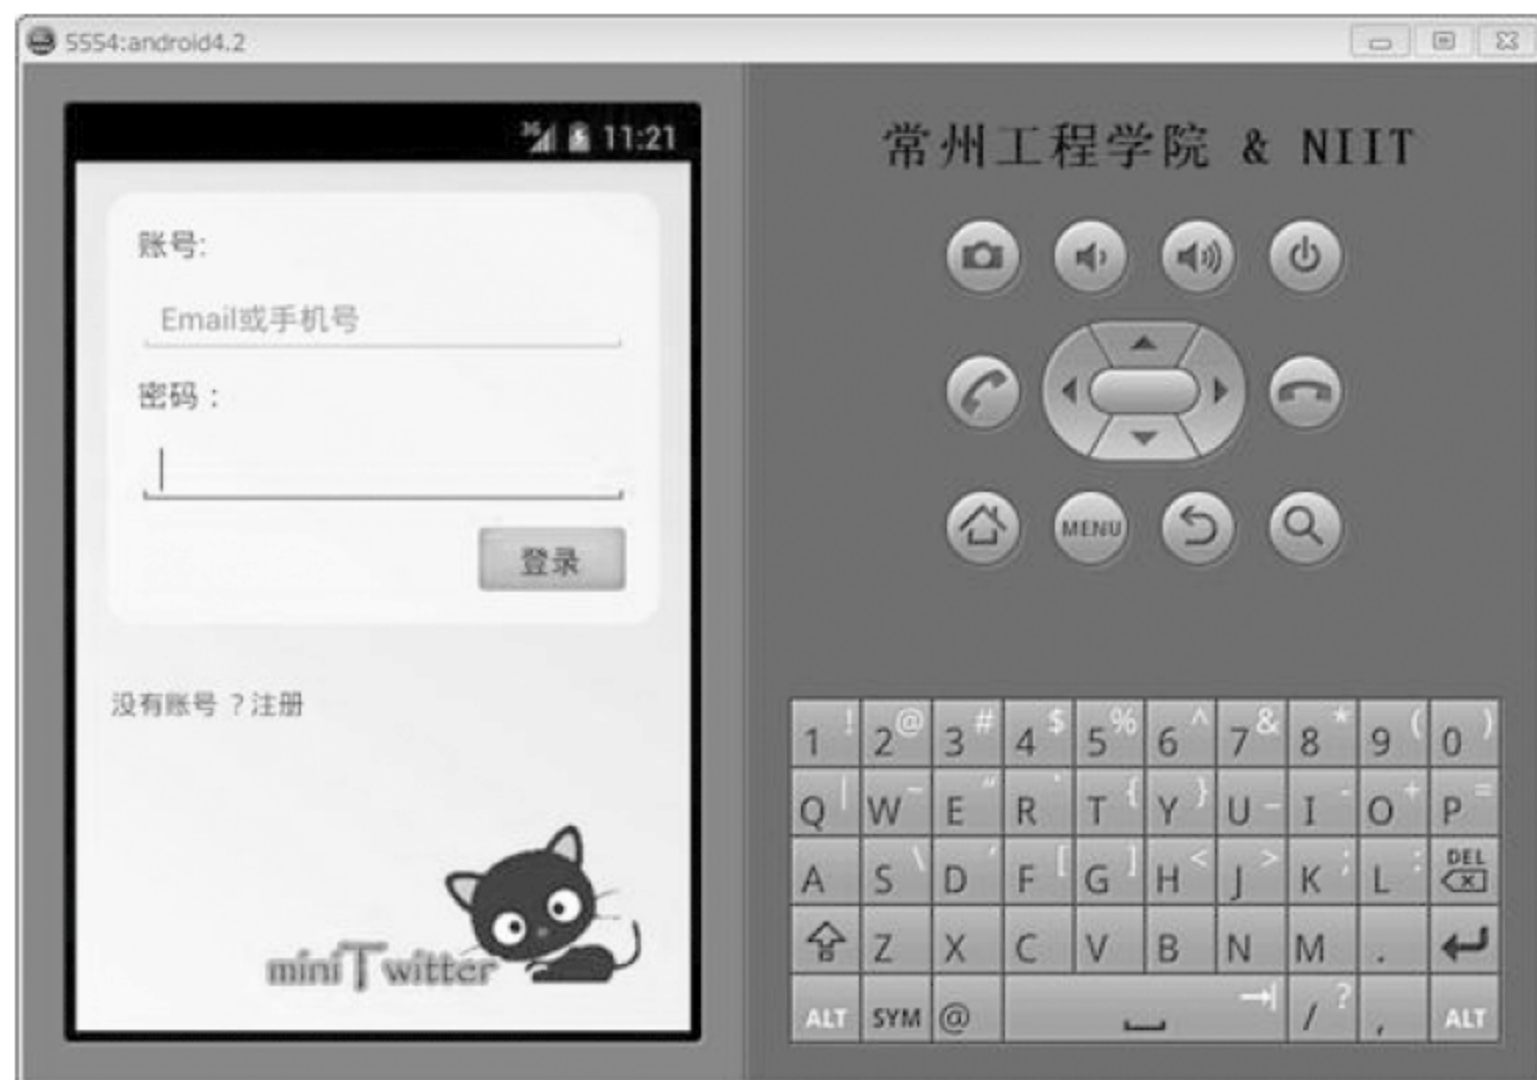 5554:android4.2
3G 11:21
账号:
Email或手机号
密码：
登录
没有账号？注册
miniTwitter
常州工程学院 & NIIT
MENU
1 ! 2 @ 3 # 4 $ 5 % 6 ^ 7 & 8 * 9 ( 0 )
Q | W ~ E " R ` T { Y } U _ I - O + P =
A S \ D ' F [ G ] H < J > K ; L : DEL
Z X C V B N M .
ALT SYM @ / ? , ALT